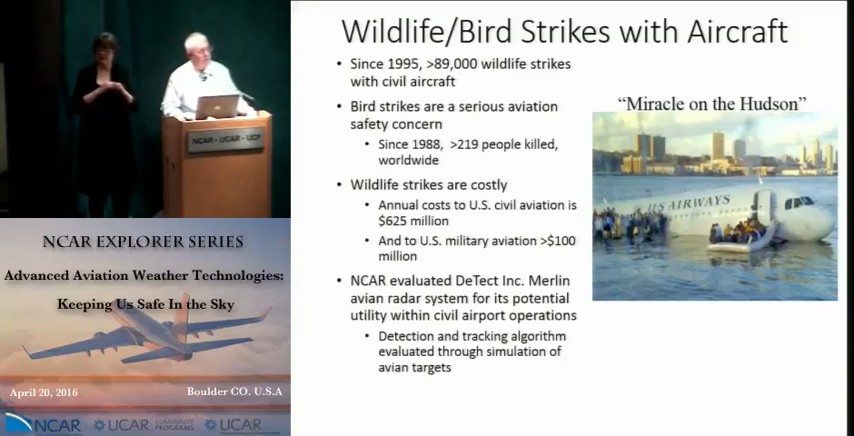 NCAR • UCAR • UCP
NCAR EXPLORER SERIES
Advanced Aviation Weather Technologies:
Keeping Us Safe In the Sky
April 20, 2016
Boulder CO. U.S.A
NCAR
UCAR
COMMUNITY
PROGRAMS
UCAR
Wildlife/Bird Strikes with Aircraft
• Since 1995, >89,000 wildlife strikes
with civil aircraft
• Bird strikes are a serious aviation
safety concern
• Since 1988, >219 people killed,
worldwide
• Wildlife strikes are costly
• Annual costs to U.S. civil aviation is
$625 million
• And to U.S. military aviation >$100
million
• NCAR evaluated DeTect Inc. Merlin
avian radar system for its potential
utility within civil airport operations
• Detection and tracking algorithm
evaluated through simulation of
avian targets
“Miracle on the Hudson”
US AIRWAYS